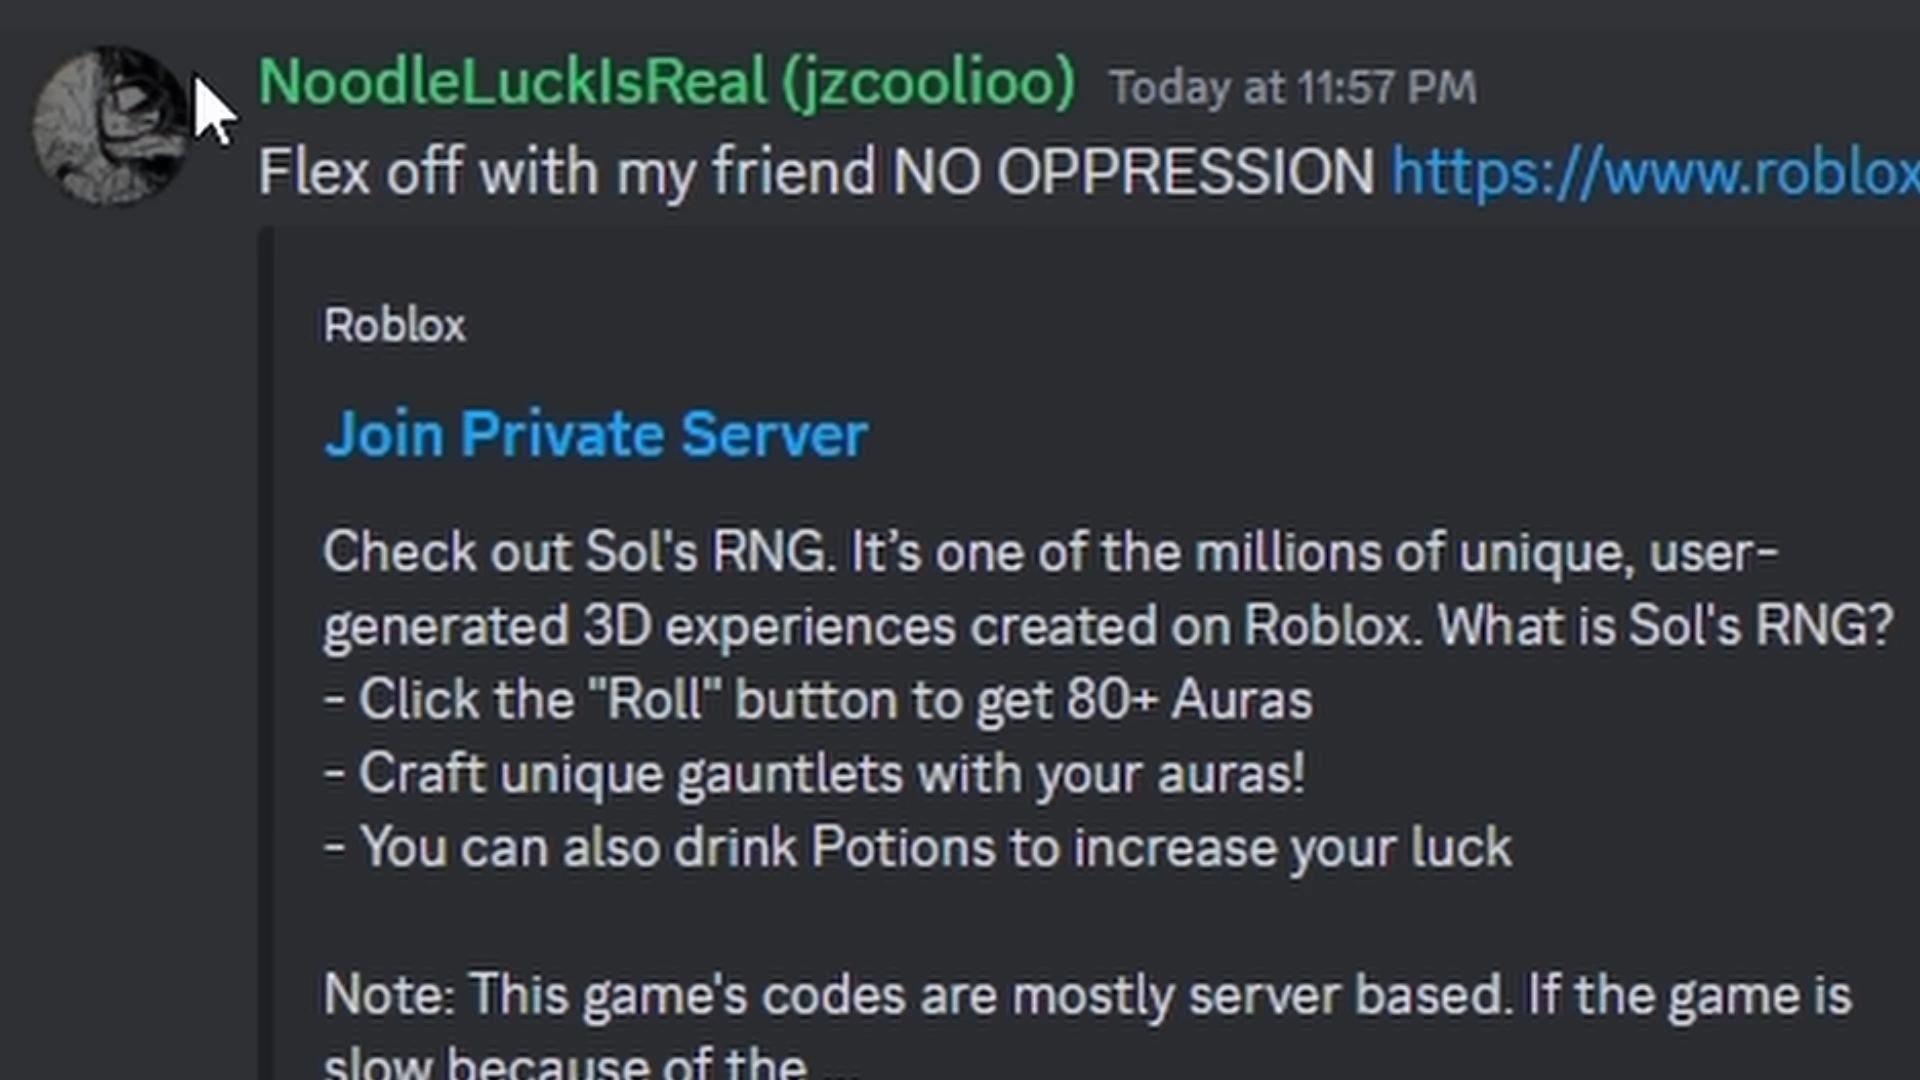 NoodleLuckIsReal (jzcoolioo) Today at 11:57 PM
Flex off with my friend NO OPPRESSION https://www.roblox
Roblox
Join Private Server
Check out Sol's RNG. It’s one of the millions of unique, user-
generated 3D experiences created on Roblox. What is Sol's RNG?
- Click the "Roll" button to get 80+ Auras
- Craft unique gauntlets with your auras!
- You can also drink Potions to increase your luck
Note: This game's codes are mostly server based. If the game is
slow because of the ...